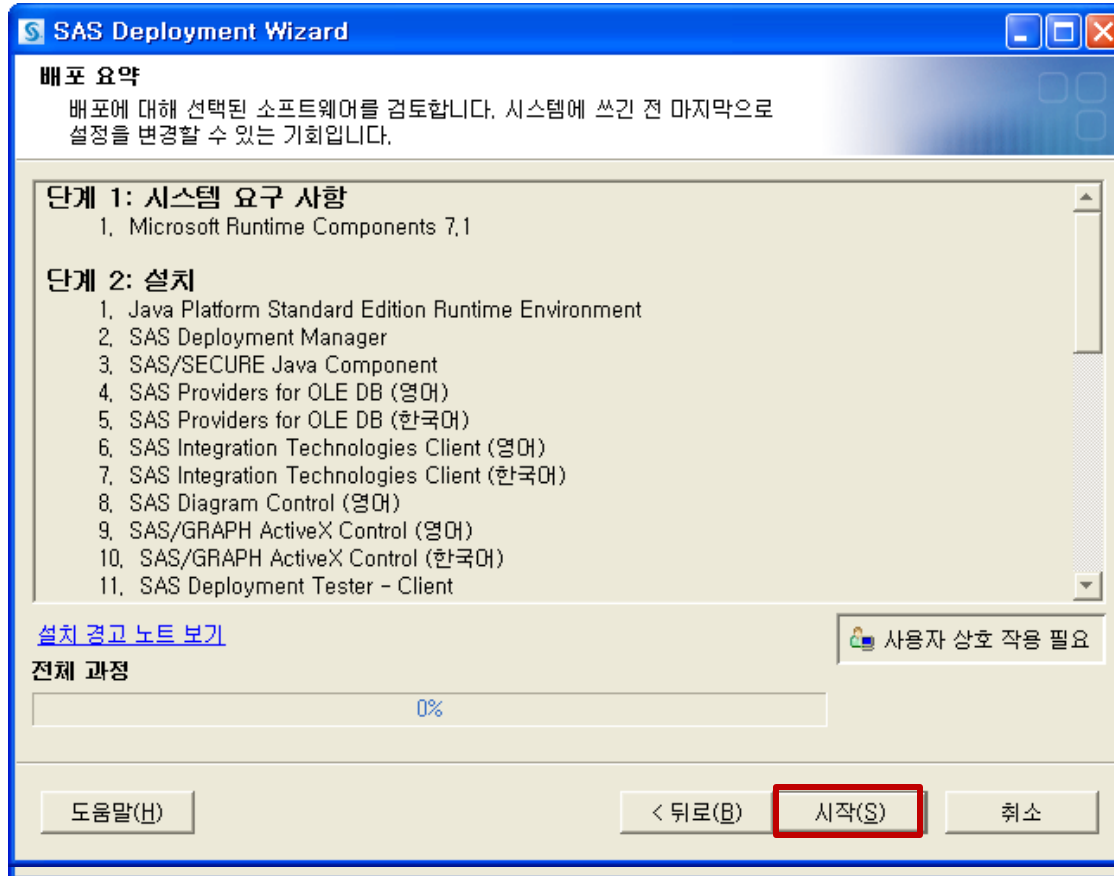 SAS Deployment Wizard
배포 요약
배포에 대해 선택된 소프트웨어를 검토합니다. 시스템에 쓰긴 전 마지막으로
설정을 변경할 수 있는 기회입니다.
단계 1: 시스템 요구 사항
1. Microsoft Runtime Components 7.1
단계 2: 설치
1. Java Platform Standard Edition Runtime Environment
2. SAS Deployment Manager
3. SAS/SECURE Java Component
4. SAS Providers for OLE DB (영어)
5. SAS Providers for OLE DB (한국어)
6. SAS Integration Technologies Client (영어)
7. SAS Integration Technologies Client (한국어)
8. SAS Diagram Control (영어)
9. SAS/GRAPH ActiveX Control (영어)
10. SAS/GRAPH ActiveX Control (한국어)
11. SAS Deployment Tester - Client
설치 경고 노트 보기
사용자 상호 작용 필요
전체 과정
0%
도움말(H)
< 뒤로(B)
시작(S)
취소